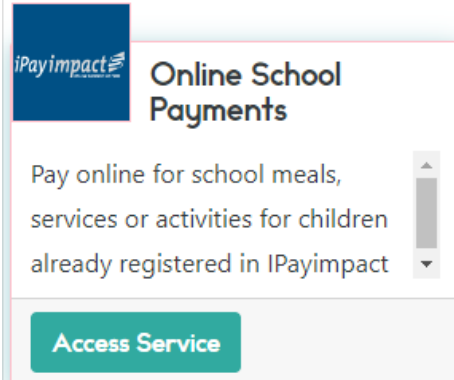 iPayimpact
Online School
Payments
Pay online for school meals,
services or activities for children
already registered in IPayimpact
Access Service